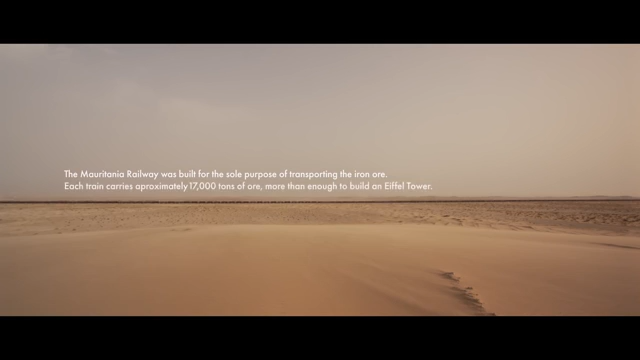 The Mauritania Railway was built for the sole purpose of transporting the iron ore.
Each train carries aproximately 17,000 tons of ore, more than enough to build an Eiffel Tower.